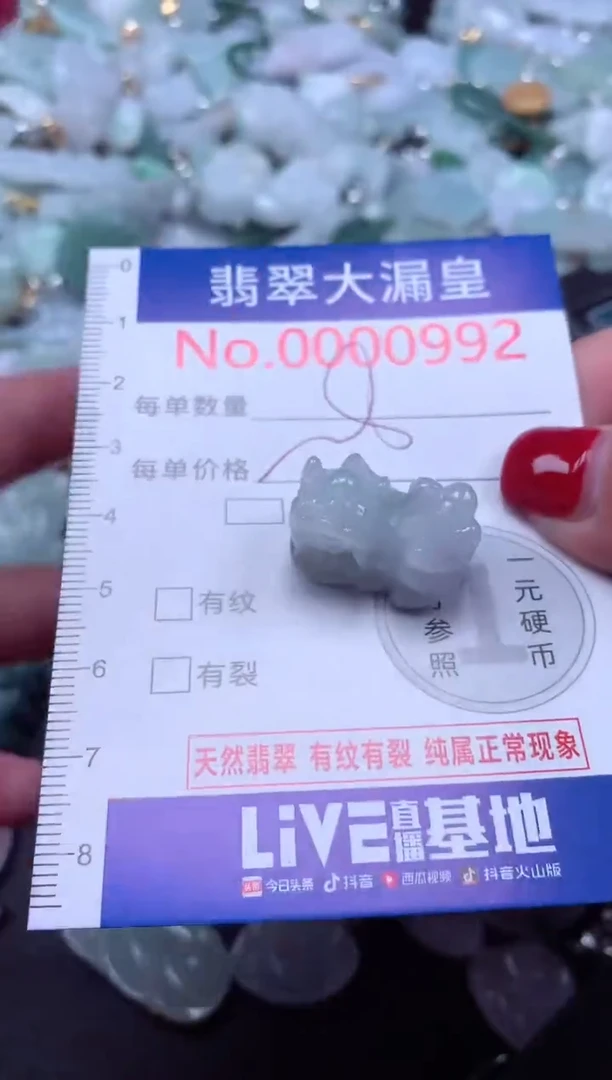 翡翠大漏皇
No.0000992
每单数量
每单价格
有纹
有裂
参照
一元硬币
1
天然翡翠 有纹有裂 纯属正常现象
LiVE直播基地
今日头条 抖音 西瓜视频 抖音火山版
0
1
2
3
4
5
6
7
8